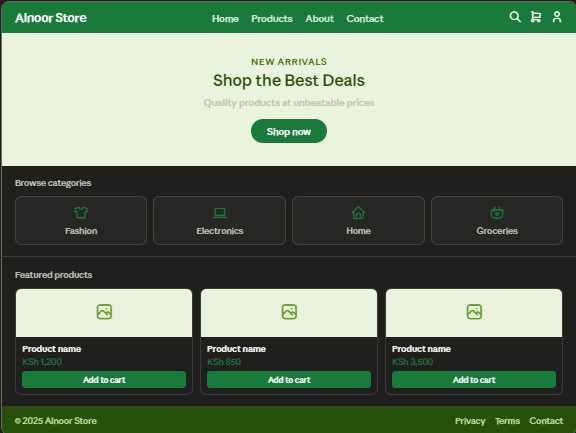 Alnoor Store
Home Products About Contact
NEW ARRIVALS
Shop the Best Deals
Quality products at unbeatable prices
Shop now
Browse categories
Fashion
Electronics
Home
Groceries
Featured products
Product name
KSh 1,200
Add to cart
Product name
KSh 850
Add to cart
Product name
KSh 3,500
Add to cart
© 2025 Alnoor Store
Privacy Terms Contact